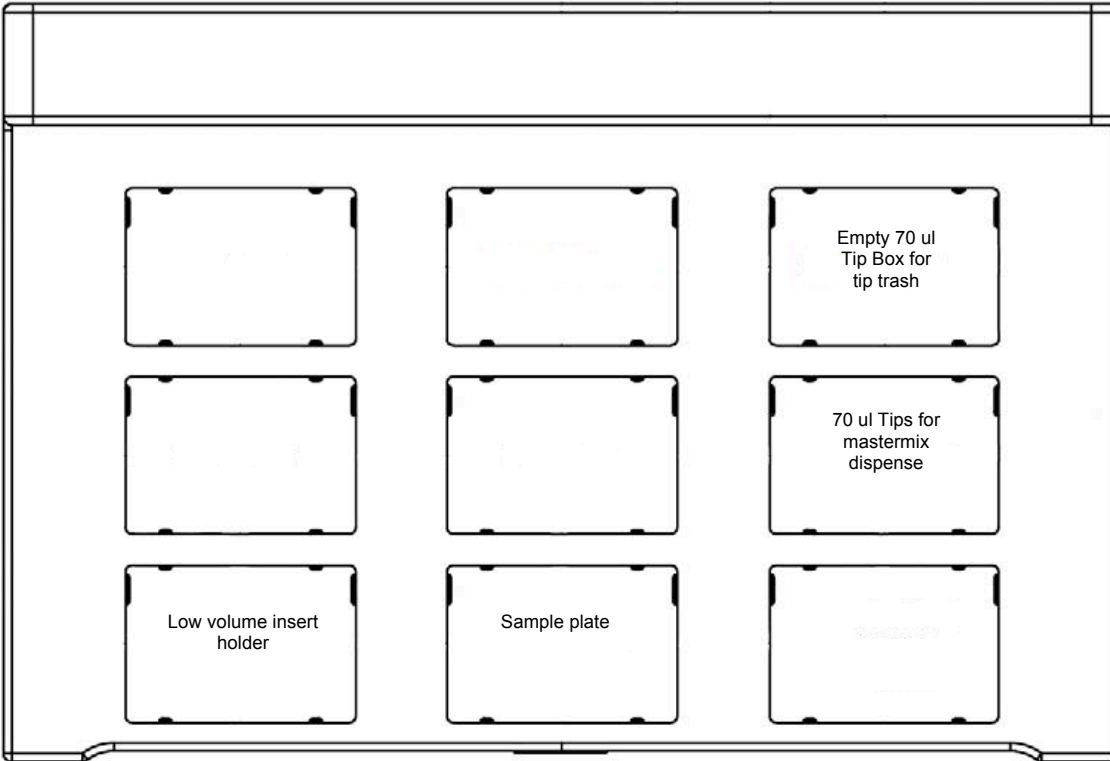 Empty 70 ul
Tip Box for
tip trash
70 ul Tips for
mastermix
dispense
Low volume insert
holder
Sample plate